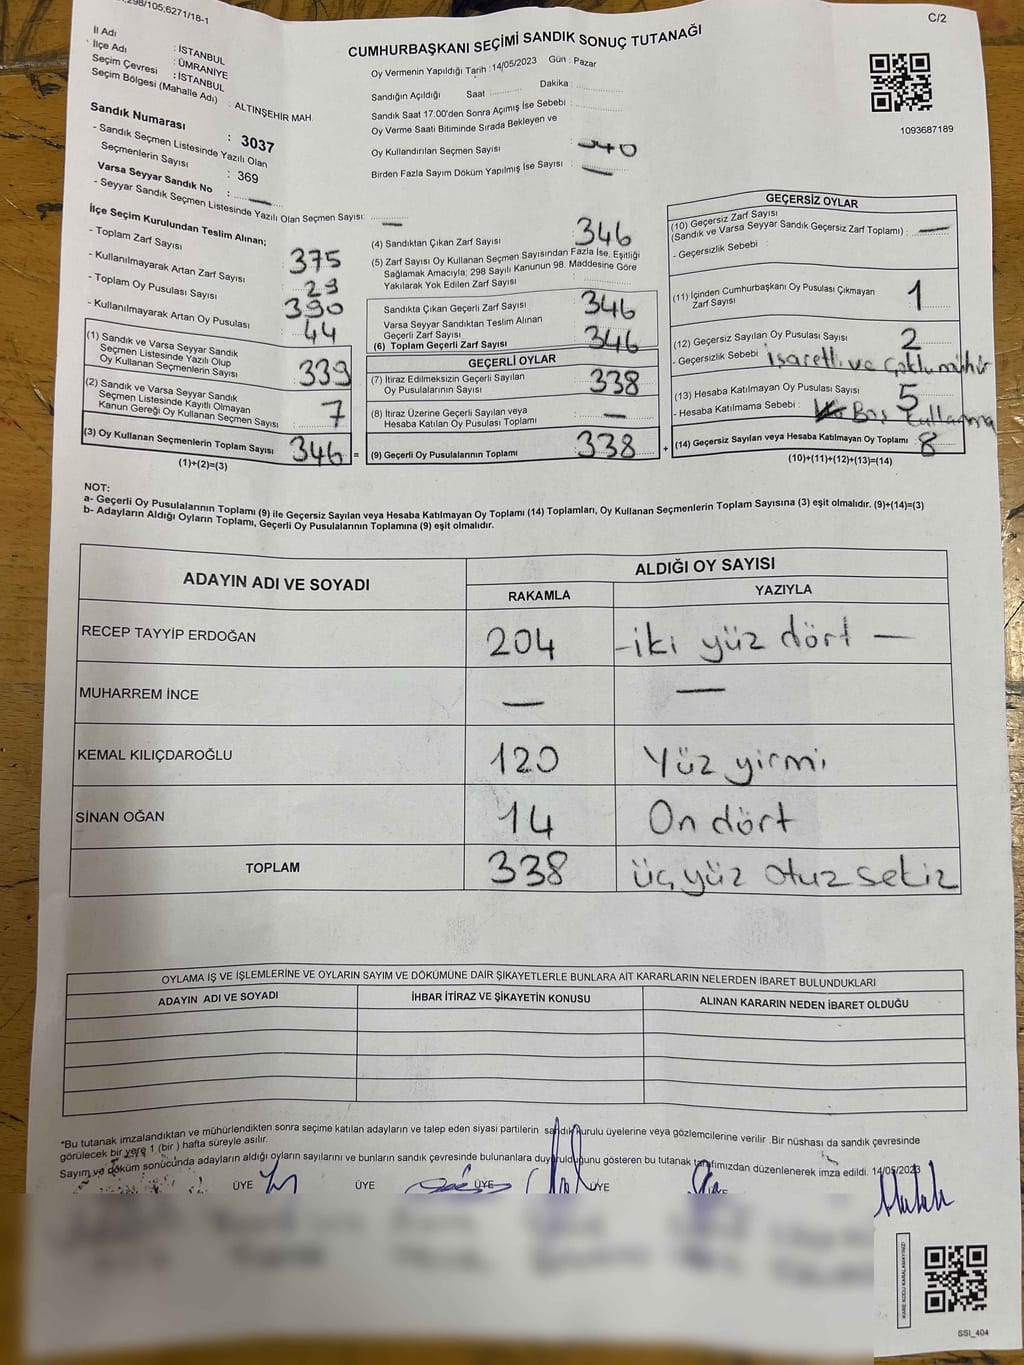 298/105,6271/18-1
C/2
İl Adı : İSTANBUL
İlçe Adı : ÜMRANİYE
Seçim Çevresi : İSTANBUL
Seçim Bölgesi (Mahalle Adı) : ALTINŞEHİR MAH
Sandık Numarası : 3037
- Sandık Seçmen Listesinde Yazılı Olan
Seçmenlerin Sayısı : 369
Varsa Seyyar Sandık No : —
- Seyyar Sandık Seçmen Listesinde Yazılı Olan Seçmen Sayısı: —
CUMHURBAŞKANI SEÇİMİ SANDIK SONUÇ TUTANAĞI
Oy Vermenin Yapıldığı Tarih : 14/05/2023 Gün : Pazar
Sandığın Açıldığı Saat : Dakika :
Sandık Saat 17:00'den Sonra Açımış İse Sebebi :
Oy Verme Saati Bitiminde Sırada Bekleyen ve
Oy Kullandırılan Seçmen Sayısı :
Birden Fazla Sayım Döküm Yapılmış İse Sayısı : —
1093687189
İlçe Seçim Kurulundan Teslim Alınan;
- Toplam Zarf Sayısı : 375
- Kullanılmayarak Artan Zarf Sayısı : 29
- Toplam Oy Pusulası Sayısı : 390
- Kullanılmayarak Artan Oy Pusulası : 44
(1) Sandık ve Varsa Seyyar Sandık
Seçmen Listesinde Yazılı Olup
Oy Kullanan Seçmenlerin Sayısı : 339
(2) Sandık ve Varsa Seyyar Sandık
Seçmen Listesinde Kayıtlı Olmayan
Kanun Gereği Oy Kullanan Seçmen Sayısı : 7
(3) Oy Kullanan Seçmenlerin Toplam Sayısı : 346 =
(1)+(2)=(3)
(4) Sandıktan Çıkan Zarf Sayısı : 346
(5) Zarf Sayısı Oy Kullanan Seçmen Sayısından Fazla İse, Eşitliği
Sağlamak Amacıyla, 298 Sayılı Kanunun 98. Maddesine Göre
Yakılarak Yok Edilen Zarf Sayısı :
Sandıkta Çıkan Geçerli Zarf Sayısı : 346
Varsa Seyyar Sandıktan Teslim Alınan
Geçerli Zarf Sayısı :
(6) Toplam Geçerli Zarf Sayısı : 346
GEÇERLİ OYLAR
(7) İtiraz Edilmeksizin Geçerli Sayılan
Oy Pusulalarının Sayısı : 338
(8) İtiraz Üzerine Geçerli Sayılan veya
Hesaba Katılan Oy Pusulası Toplamı : —
(9) Geçerli Oy Pusulalarının Toplamı : 338 +
GEÇERSİZ OYLAR
(10) Geçersiz Zarf Sayısı
(Sandık ve Varsa Seyyar Sandık Geçersiz Zarf Toplamı) : —
- Geçersizlik Sebebi :
(11) İçinden Cumhurbaşkanı Oy Pusulası Çıkmayan
Zarf Sayısı : 1
(12) Geçersiz Sayılan Oy Pusulası Sayısı : 2
- Geçersizlik Sebebi : işaretli ve çoklu mühür
(13) Hesaba Katılmayan Oy Pusulası Sayısı : 5
- Hesaba Katılmama Sebebi : Boş kullanma
(14) Geçersiz Sayılan veya Hesaba Katılmayan Oy Toplamı : 8
(10)+(11)+(12)+(13)=(14)
NOT:
a- Geçerli Oy Pusulalarının Toplamı (9) ile Geçersiz Sayılan veya Hesaba Katılmayan Oy Toplamı (14) Toplamları, Oy Kullanan Seçmenlerin Toplam Sayısına (3) eşit olmalıdır. (9)+(14)=(3)
b- Adayların Aldığı Oyların Toplamı, Geçerli Oy Pusulalarının Toplamına (9) eşit olmalıdır.
ADAYIN ADI VE SOYADI
ALDIĞI OY SAYISI
RAKAMLA YAZIYLA
RECEP TAYYİP ERDOĞAN 204 -iki yüz dört —
MUHARREM İNCE — —
KEMAL KILIÇDAROĞLU 120 Yüz yirmi
SİNAN OĞAN 14 On dört
TOPLAM 338 üçyüz otuz sekiz
OYLAMA İŞ VE İŞLEMLERİNE VE OYLARIN SAYIM VE DÖKÜMÜNE DAİR ŞİKAYETLERLE BUNLARA AİT KARARLARIN NELERDEN İBARET BULUNDUKLARI
ADAYIN ADI VE SOYADI İHBAR İTİRAZ VE ŞİKAYETİN KONUSU ALINAN KARARIN NEDEN İBARET OLDUĞU
*Bu tutanak imzalandıktan ve mühürlendikten sonra seçime katılan adayların ve talep eden siyasi partilerin sandık kurulu üyelerine veya gözlemcilerine verilir .Bir nüshası da sandık çevresinde
görülecek bir yere 1 (bir ) hafta süreyle asılır.
Sayım ve döküm sonucunda adayların aldığı oyların sayılarını ve bunların sandık çevresinde bulunanlara duyurulduğunu gösteren bu tutanak tarafımızdan düzenlenerek imza edildi. 14/05/2023
ÜYE ÜYE ÜYE ÜYE
KARE KODU KARALAMAYINIZ!
SSI_404